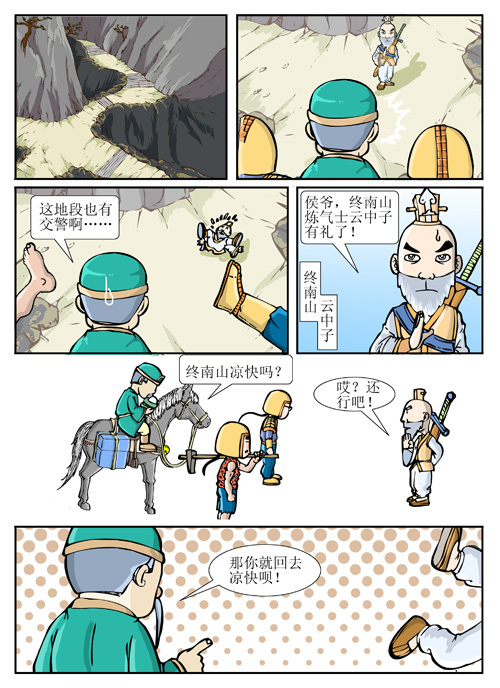 这地段也有
交警啊……
侯爷，终南山
炼气士云中子
有礼了！
终南山
云中子
终南山凉快吗？
哎？还
行吧！
那你就回去
凉快呗！